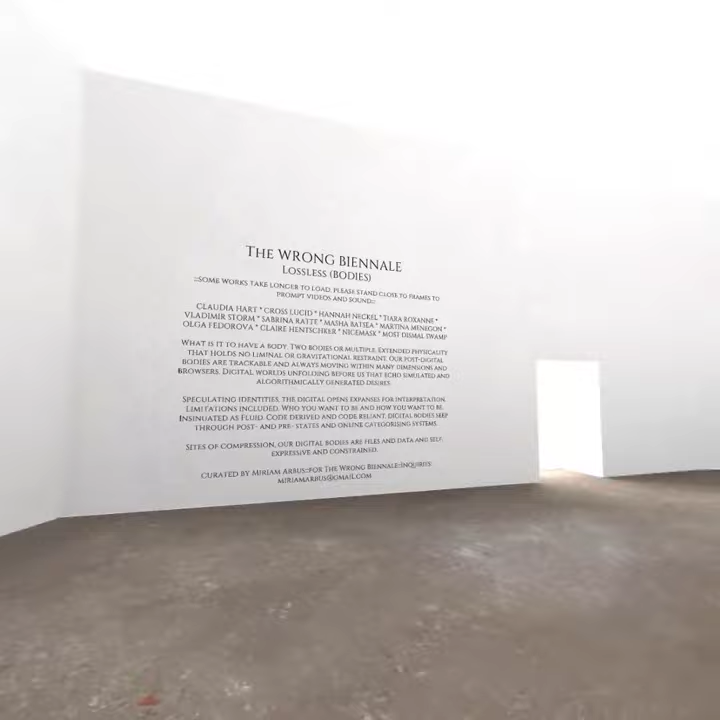 The WRONG BIENNALE
Lossless (BODIES)
::SOME WORKS TAKE LONGER TO LOAD, PLEASE STAND CLOSE TO FRAMES TO
PROMPT VIDEOS AND SOUND::
CLAUDIA HART * CROSS LUCID * HANNAH NECKEL * TIARA ROXANNE *
VLADIMIR STORM * SABRINA RATTE * MASHA BATSEA * MARTINA MENEGON *
OLGA FEDOROVA * CLAIRE HENTSCHKER * NICEMASK * MOST DISMAL SWAMP
What is it to have a body. Two bodies or multiple. Extended physicality
that holds no liminal or gravitational restraint. Our post-digital
bodies are trackable and always moving within many dimensions and
browsers. Digital worlds unfolding before us that echo simulated and
algorithmically generated desires.
Speculating identities, the digital opens expanses for interpretation.
Limitations included. Who you want to be and how you want to be.
Insinuated as Fluid. Code derived and code reliant, digital bodies seep
through post- and pre- states and online categorising systems.
Sites of compression, our digital bodies are files and data and self-
expressive and constrained.
curated by Miriam Arbus::for The Wrong Biennale::Inquiries:
miriamarbus@gmail.com